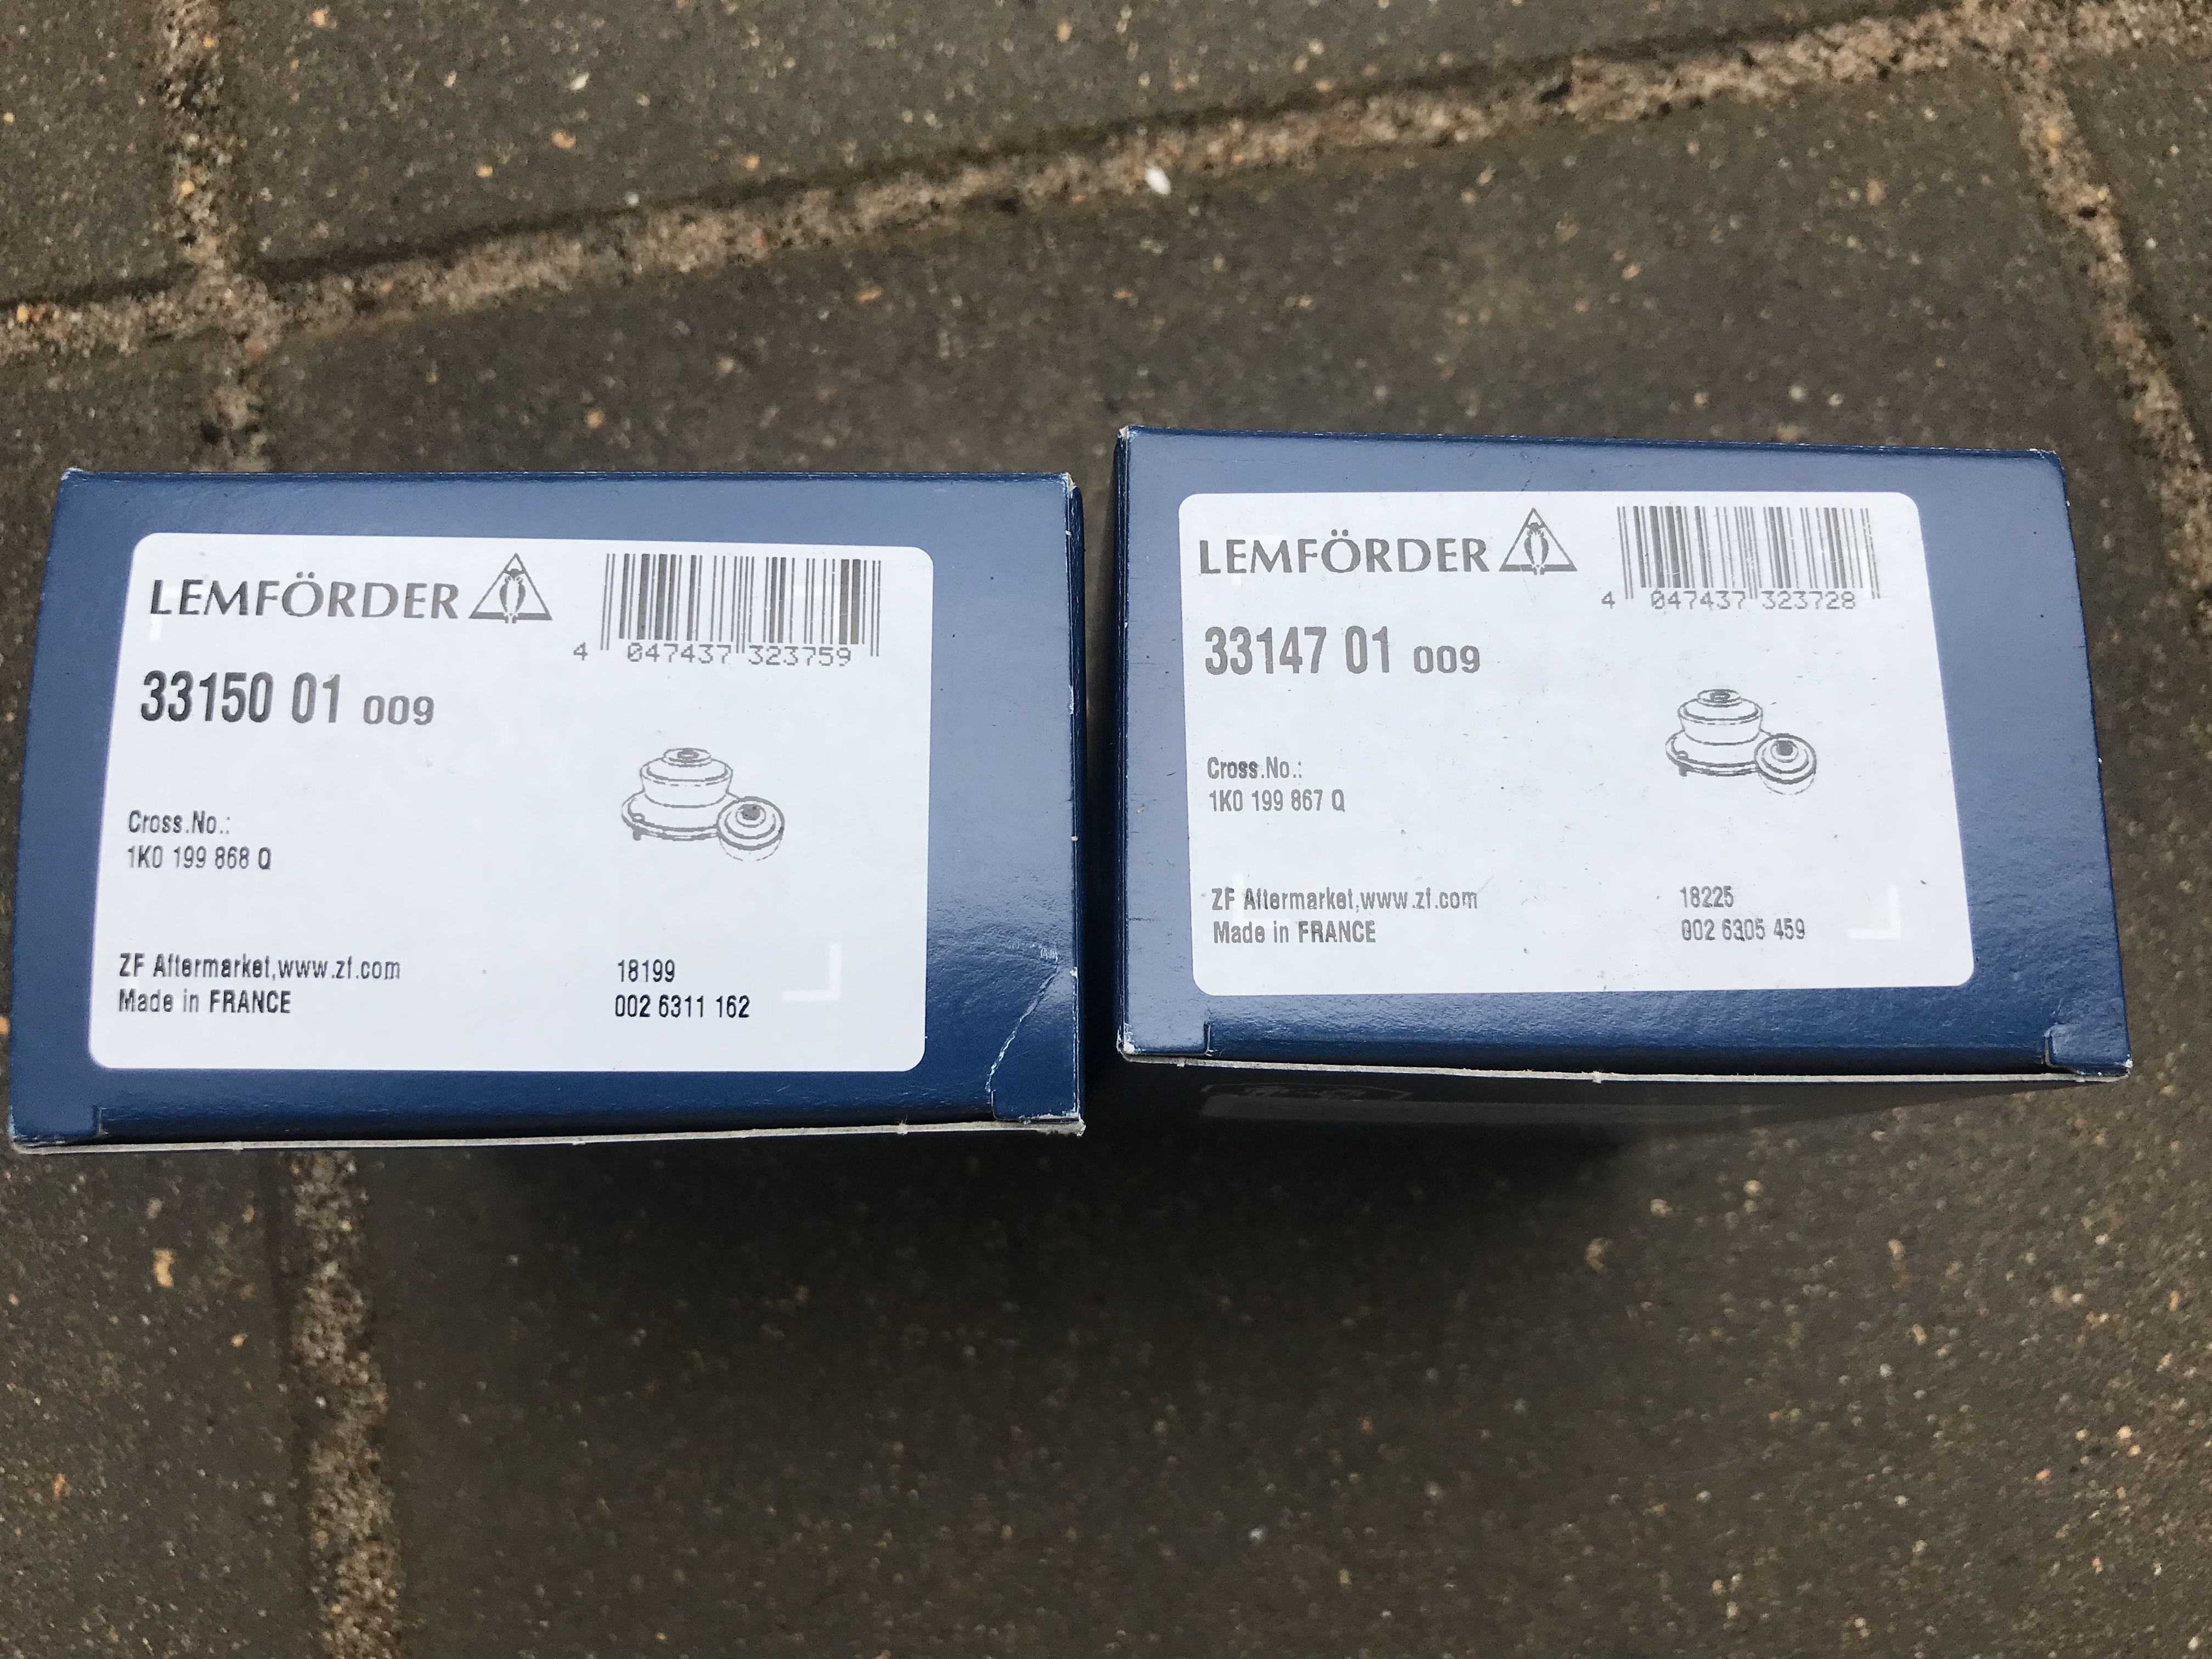 LEMFÖRDER
4 047437 323759
33150 01 009
Cross.No.:
1K0 199 868 Q
ZF Aftermarket,www.zf.com
Made in FRANCE
18199
002 6311 162
LEMFÖRDER
4 047437 323728
33147 01 009
Cross.No.:
1K0 199 867 Q
ZF Aftermarket,www.zf.com
Made in FRANCE
18225
002 6305 459